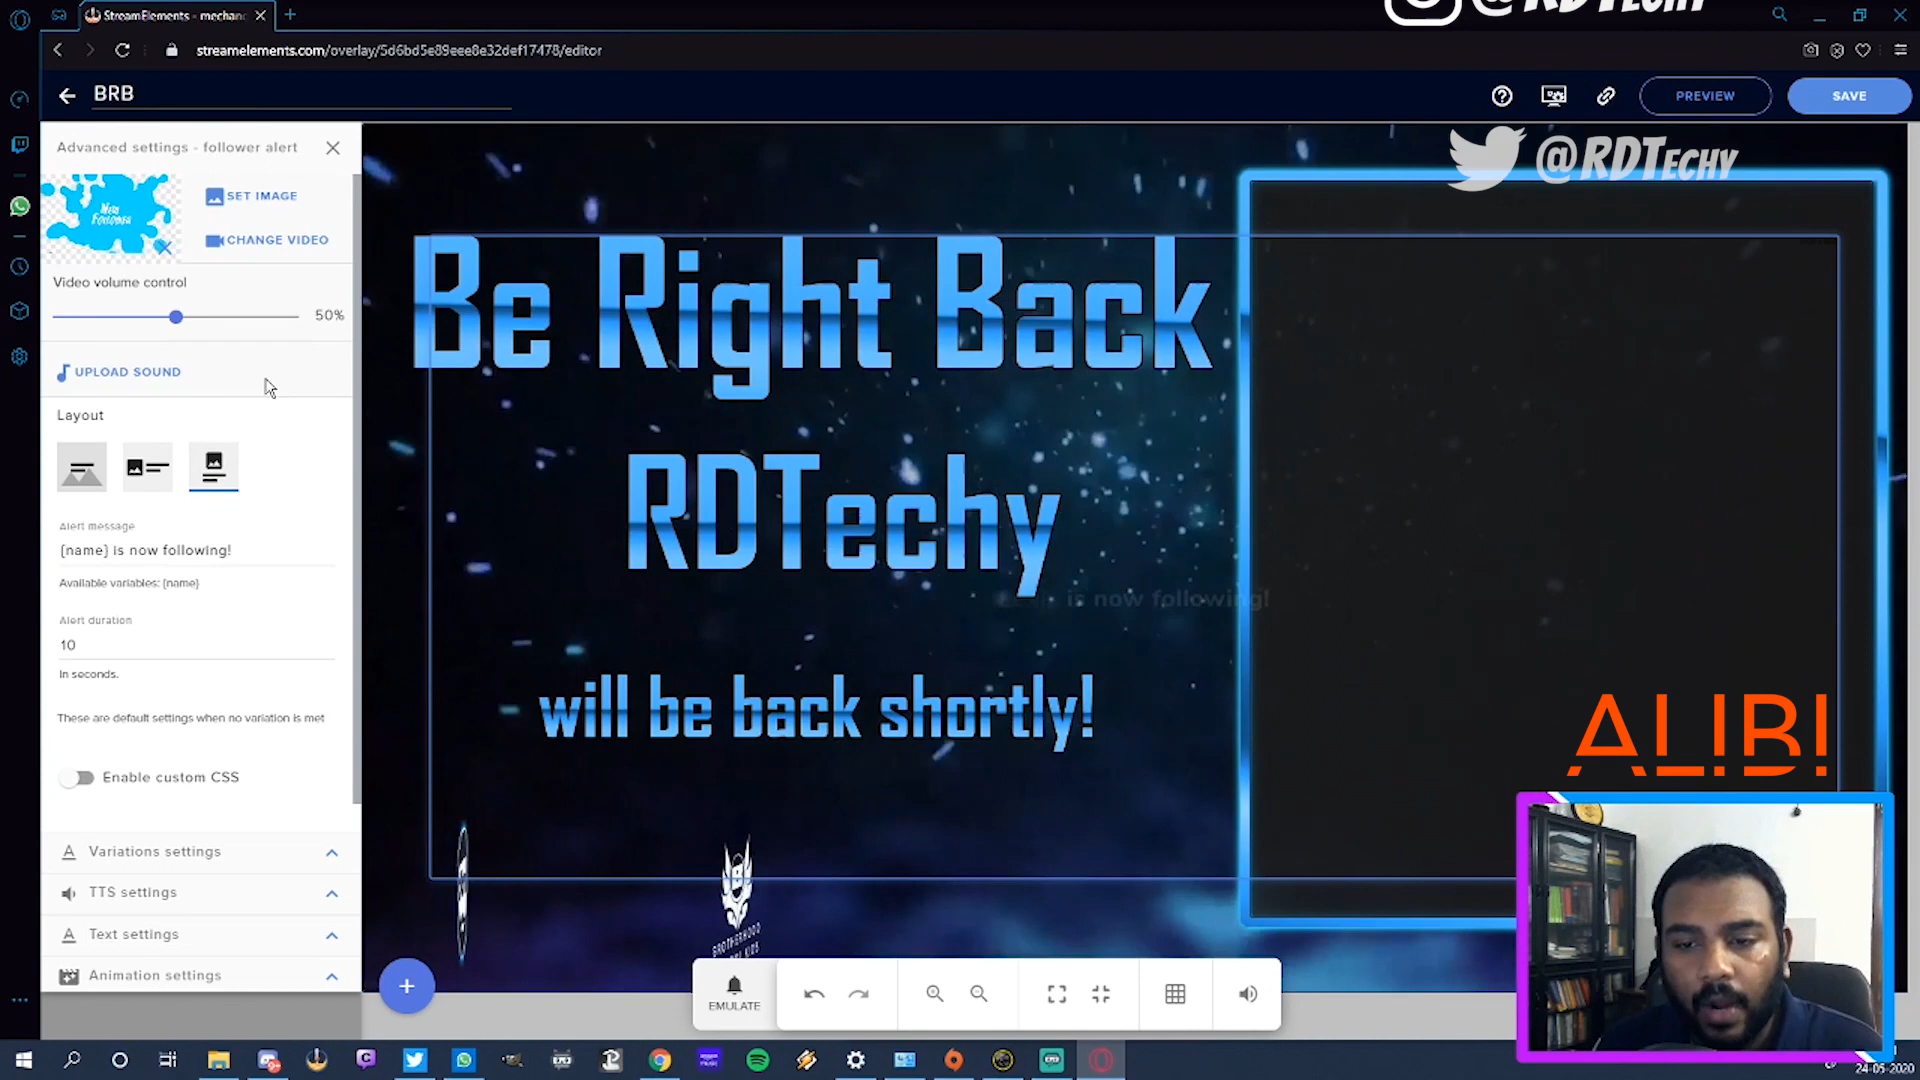 StreamElements - mechan
@RDTechy
streamelements.com/overlay/5d6bd5e89eee8e32def17478/editor
BRB
PREVIEW
SAVE
@RDTechy
Advanced settings - follower alert
New
Follower
SET IMAGE
CHANGE VIDEO
Video volume control
50%
UPLOAD SOUND
Layout
Alert message
{name} is now following!
Available variables: {name}
Alert duration
10
In seconds.
These are default settings when no variation is met
Enable custom CSS
Variations settings
TTS settings
Text settings
Animation settings
Be Right Back
RDTechy
is now following!
will be back shortly!
ALIBI
BROTHERHOOD
EMULATE
24-05-2020